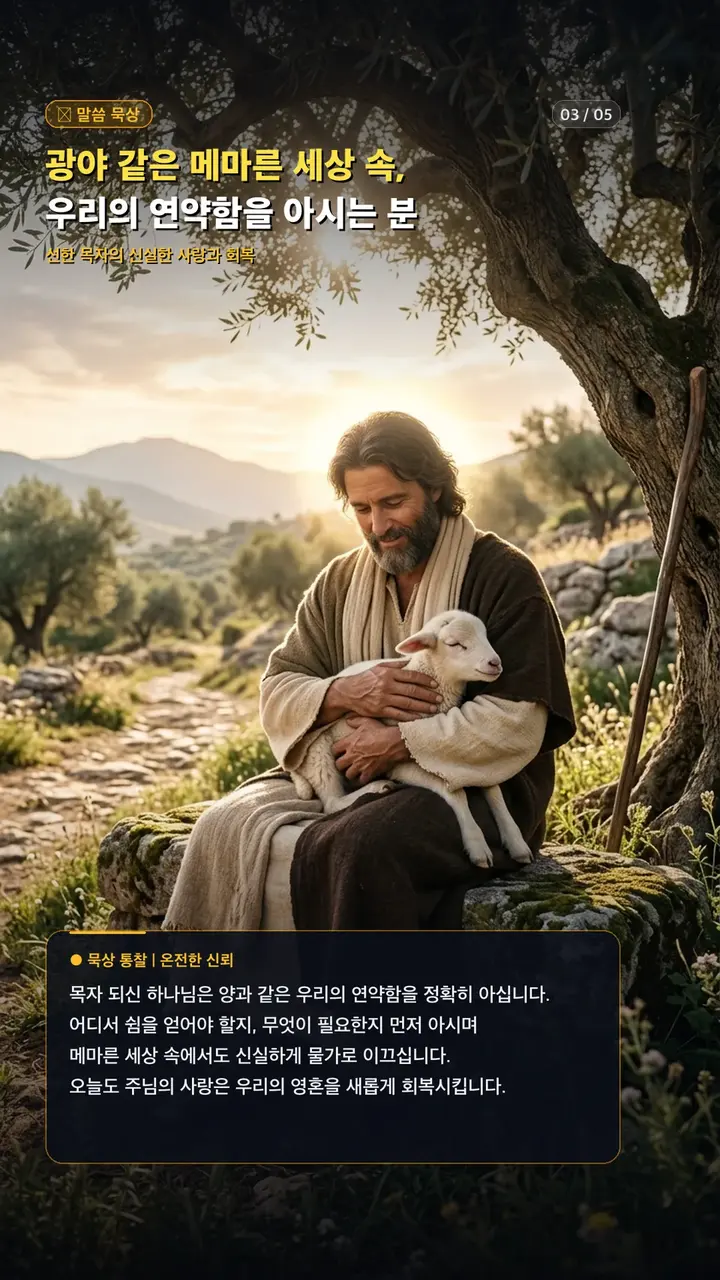 말씀 묵상
03 / 05
광야 같은 메마른 세상 속,
우리의 연약함을 아시는 분
선한 목자의 신실한 사랑과 회복
묵상 통찰 | 온전한 신뢰
목자 되신 하나님은 양과 같은 우리의 연약함을 정확히 아십니다.
어디서 쉼을 얻어야 할지, 무엇이 필요한지 먼저 아시며
메마른 세상 속에서도 신실하게 물가로 이끄십니다.
오늘도 주님의 사랑은 우리의 영혼을 새롭게 회복시킵니다.